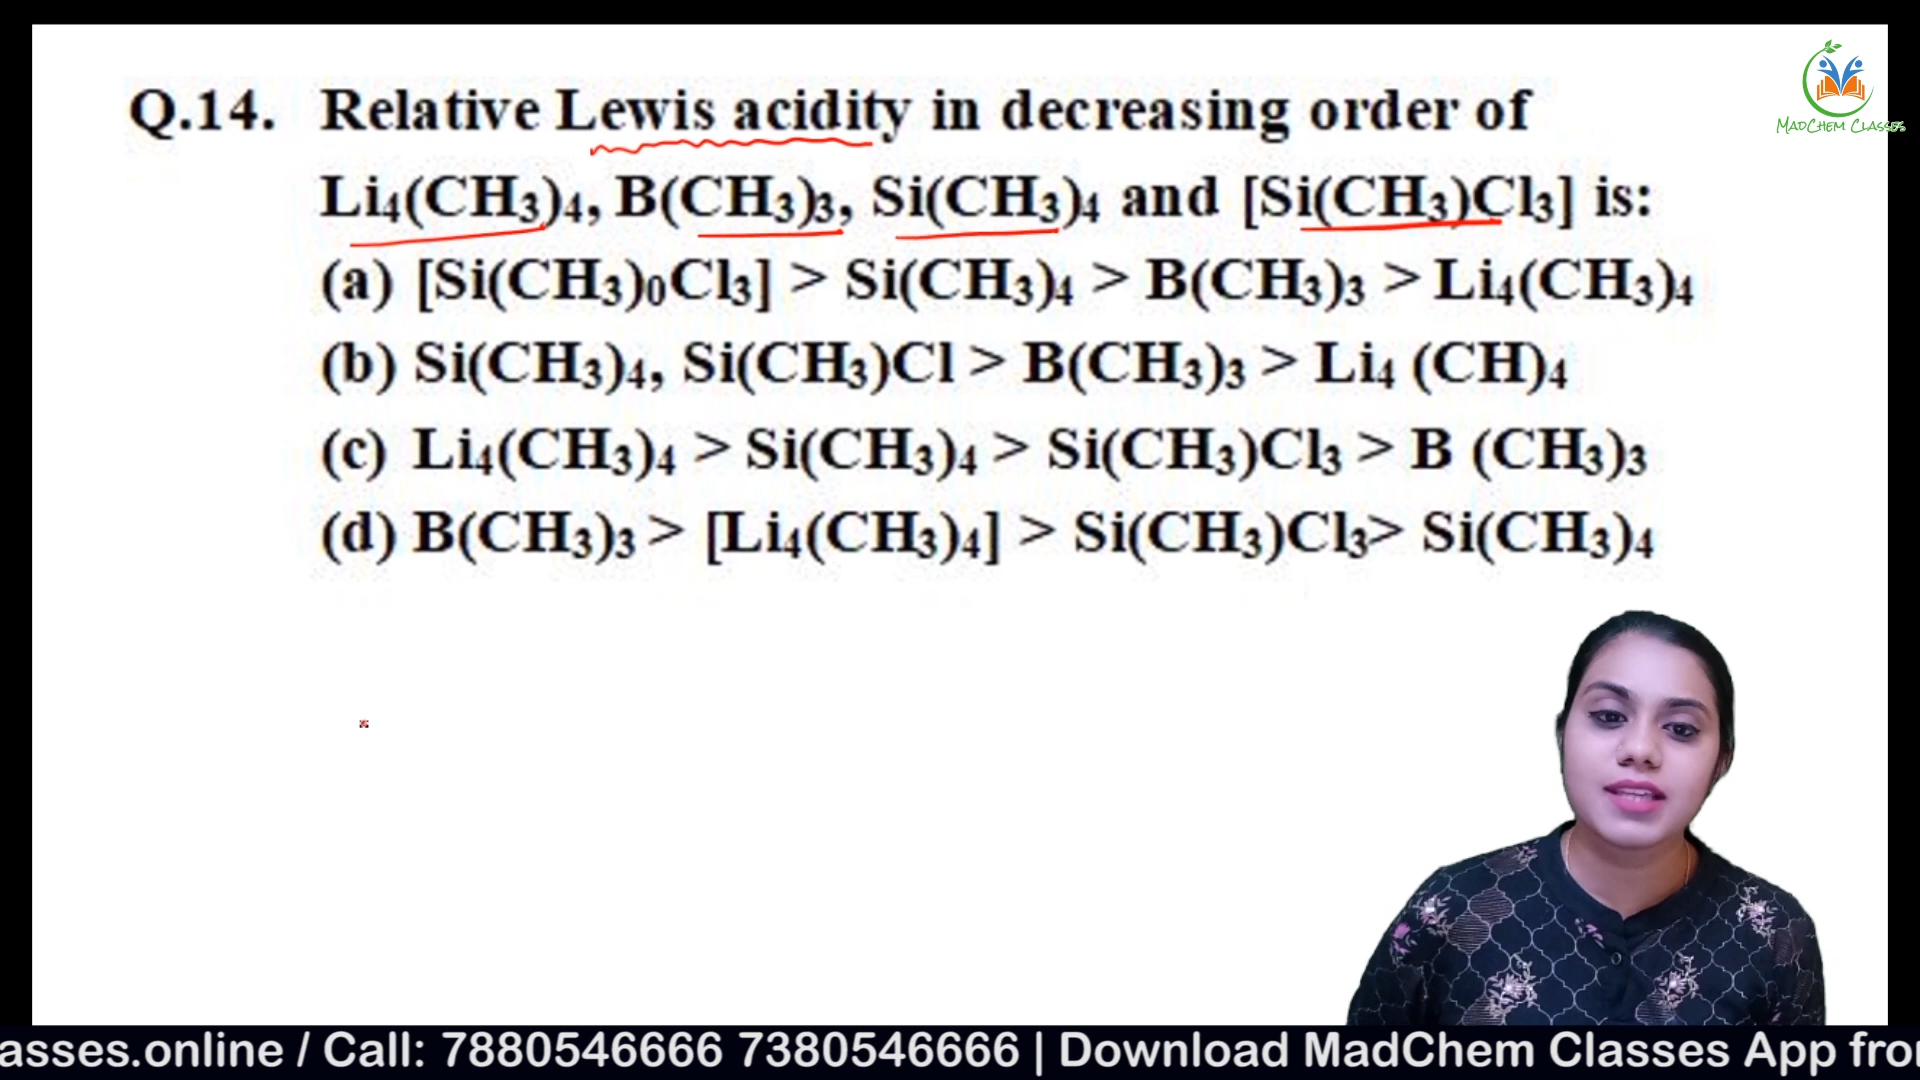 Q.14. Relative Lewis acidity in decreasing order of
Li₄(CH₃)₄, B(CH₃)₃, Si(CH₃)₄ and [Si(CH₃)Cl₃] is:
(a) [Si(CH₃)₀Cl₃] > Si(CH₃)₄ > B(CH₃)₃ > Li₄(CH₃)₄
(b) Si(CH₃)₄, Si(CH₃)Cl > B(CH₃)₃ > Li₄ (CH)₄
(c) Li₄(CH₃)₄ > Si(CH₃)₄ > Si(CH₃)Cl₃ > B (CH₃)₃
(d) B(CH₃)₃ > [Li₄(CH₃)₄] > Si(CH₃)Cl₃> Si(CH₃)₄
MADCHEM CLASSES
asses.online / Call: 7880546666 7380546666 | Download MadChem Classes App fro